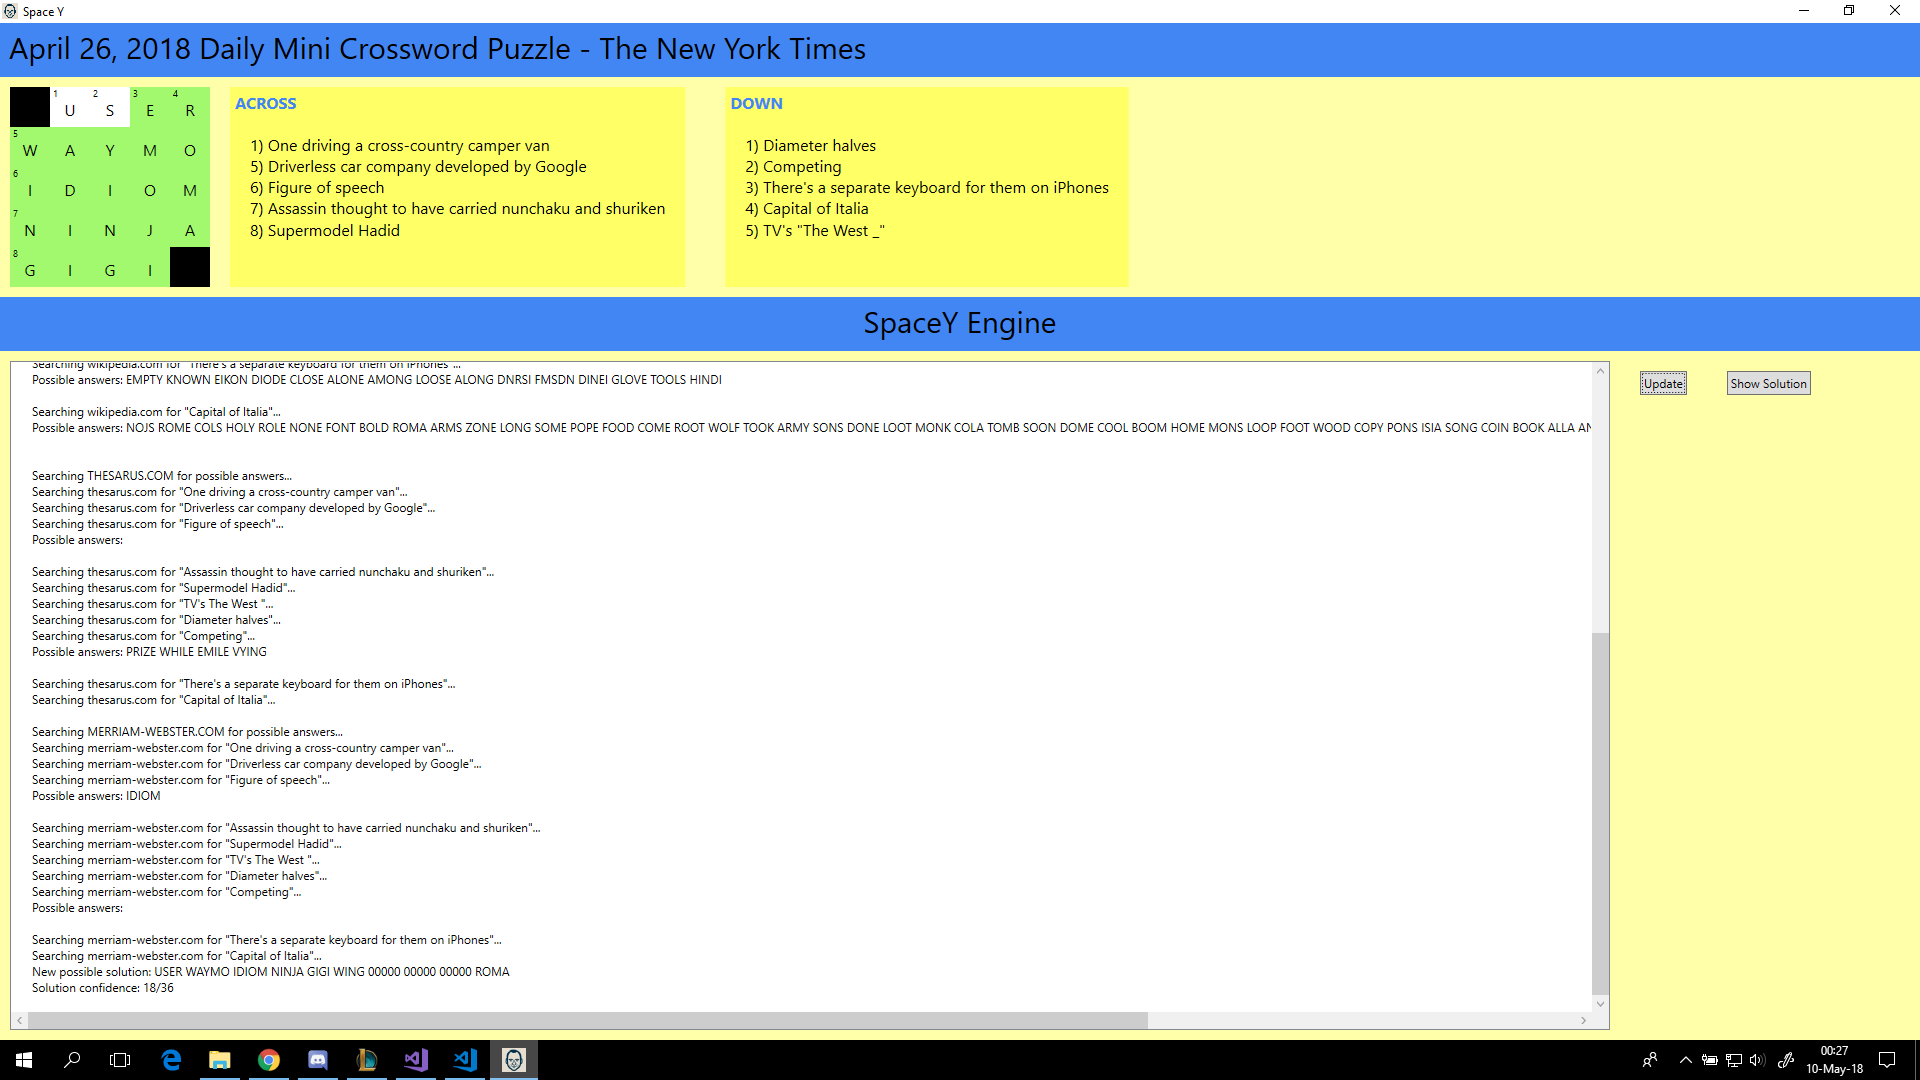 Space Y
April 26, 2018 Daily Mini Crossword Puzzle - The New York Times
1 U 2 S 3 E 4 R
5 W A Y M O
6 I D I O M
7 N I N J A
8 G I G I
ACROSS
1) One driving a cross-country camper van
5) Driverless car company developed by Google
6) Figure of speech
7) Assassin thought to have carried nunchaku and shuriken
8) Supermodel Hadid
DOWN
1) Diameter halves
2) Competing
3) There's a separate keyboard for them on iPhones
4) Capital of Italia
5) TV's "The West _"
SpaceY Engine
Searching wikipedia.com for "There's a separate keyboard for them on iPhones"...
Possible answers: EMPTY KNOWN EIKON DIODE CLOSE ALONE AMONG LOOSE ALONG DNRSI FMSDN DINEI GLOVE TOOLS HINDI
Searching wikipedia.com for "Capital of Italia"...
Possible answers: NOJS ROME COLS HOLY ROLE NONE FONT BOLD ROMA ARMS ZONE LONG SOME POPE FOOD COME ROOT WOLF TOOK ARMY SONS DONE LOOT MONK COLA TOMB SOON DOME COOL BOOM HOME MONS LOOP FOOT WOOD COPY PONS ISIA SONG COIN BOOK ALLA
Searching THESARUS.COM for possible answers...
Searching thesarus.com for "One driving a cross-country camper van"...
Searching thesarus.com for "Driverless car company developed by Google"...
Searching thesarus.com for "Figure of speech"...
Possible answers:
Searching thesarus.com for "Assassin thought to have carried nunchaku and shuriken"...
Searching thesarus.com for "Supermodel Hadid"...
Searching thesarus.com for "TV's The West "...
Searching thesarus.com for "Diameter halves"...
Searching thesarus.com for "Competing"...
Possible answers: PRIZE WHILE EMILE VYING
Searching thesarus.com for "There's a separate keyboard for them on iPhones"...
Searching thesarus.com for "Capital of Italia"...
Searching MERRIAM-WEBSTER.COM for possible answers...
Searching merriam-webster.com for "One driving a cross-country camper van"...
Searching merriam-webster.com for "Driverless car company developed by Google"...
Searching merriam-webster.com for "Figure of speech"...
Possible answers: IDIOM
Searching merriam-webster.com for "Assassin thought to have carried nunchaku and shuriken"...
Searching merriam-webster.com for "Supermodel Hadid"...
Searching merriam-webster.com for "TV's The West "...
Searching merriam-webster.com for "Diameter halves"...
Searching merriam-webster.com for "Competing"...
Possible answers:
Searching merriam-webster.com for "There's a separate keyboard for them on iPhones"...
Searching merriam-webster.com for "Capital of Italia"...
New possible solution: USER WAYMO IDIOM NINJA GIGI WING 00000 00000 00000 ROMA
Solution confidence: 18/36
Update
Show Solution
00:27
10-May-18